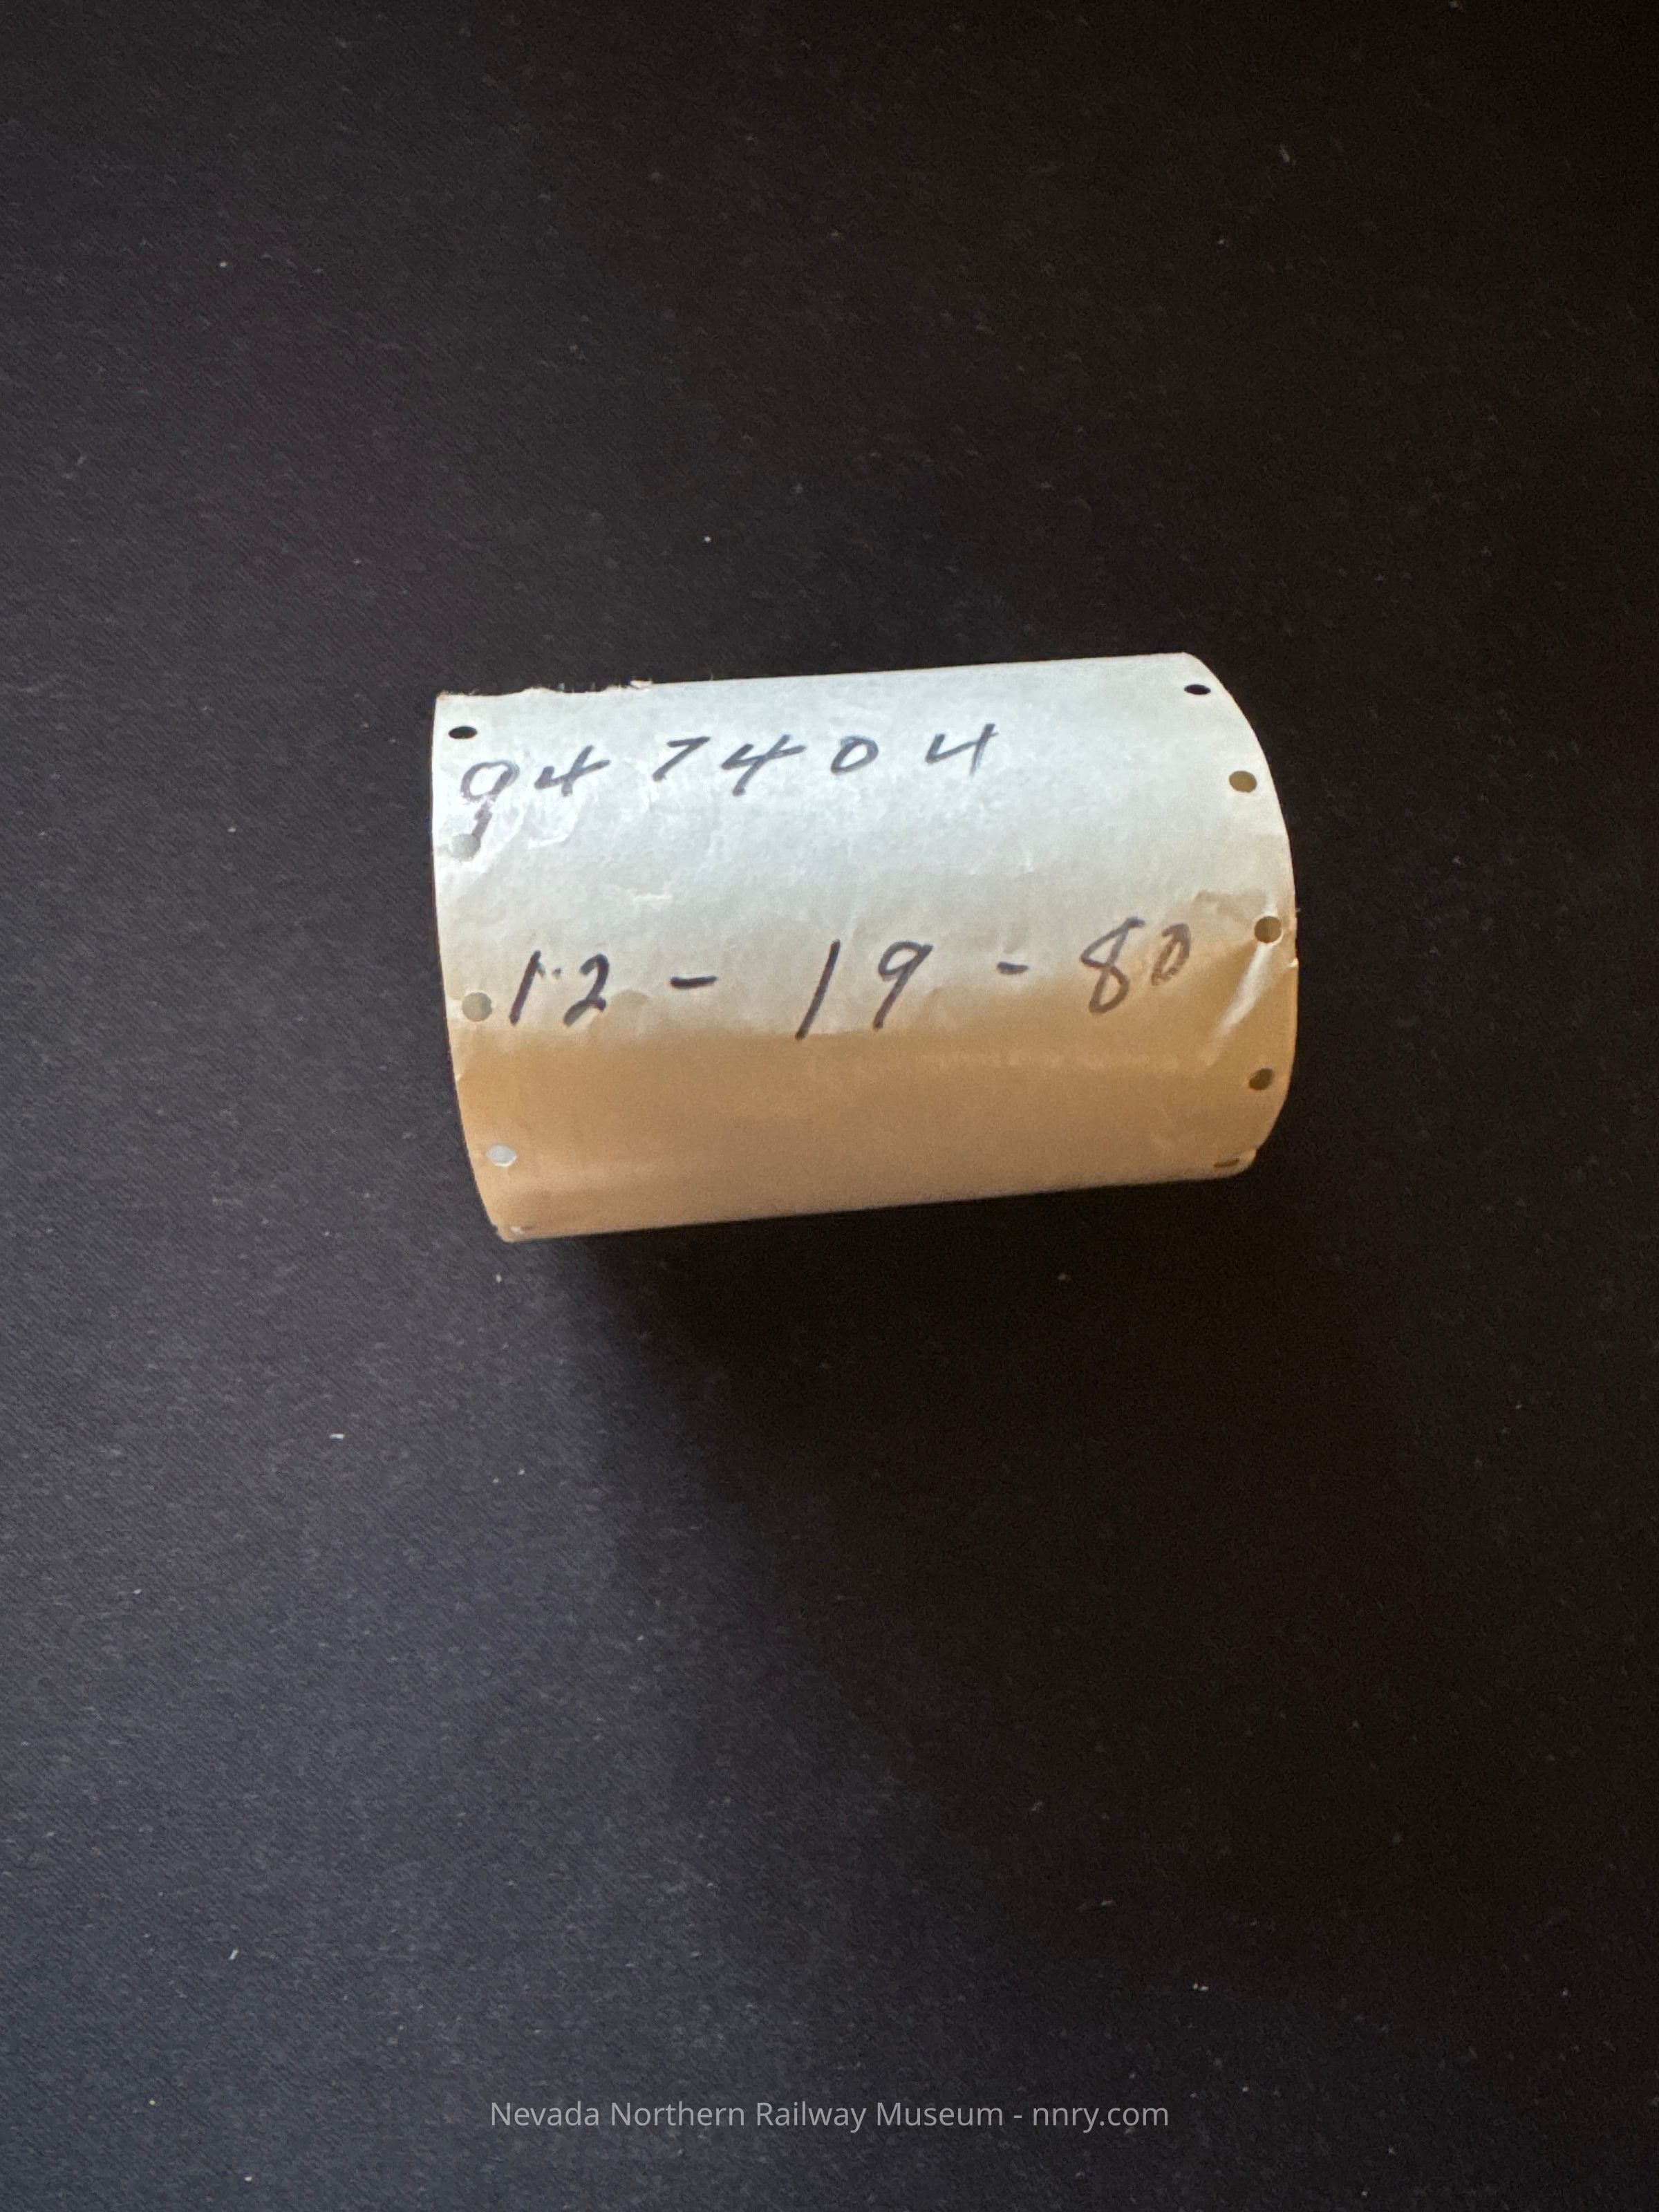 947404
12 - 19 - 80
Nevada Northern Railway Museum - nnry.com